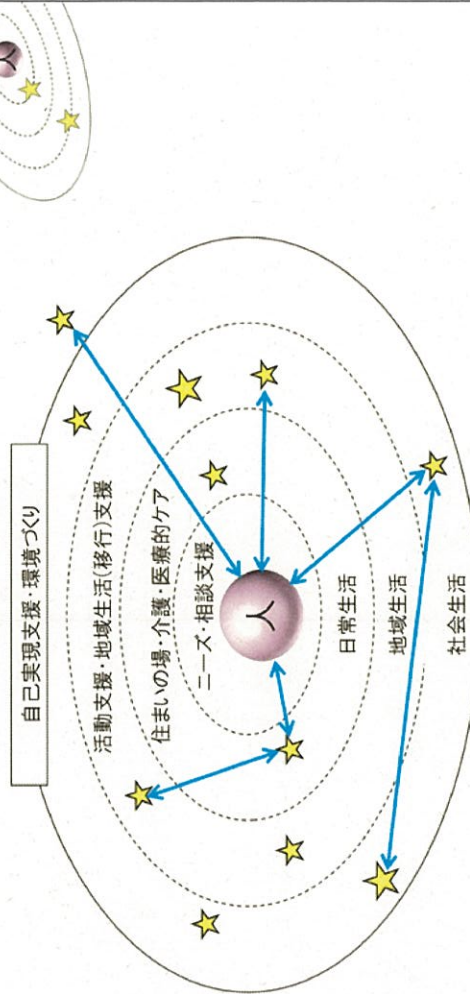 自己実現支援・環境づくり
活動支援・地域生活(移行)支援
住まいの場・介護・医療的ケア
ニーズ・相談支援
人
日常生活
地域生活
社会生活
人